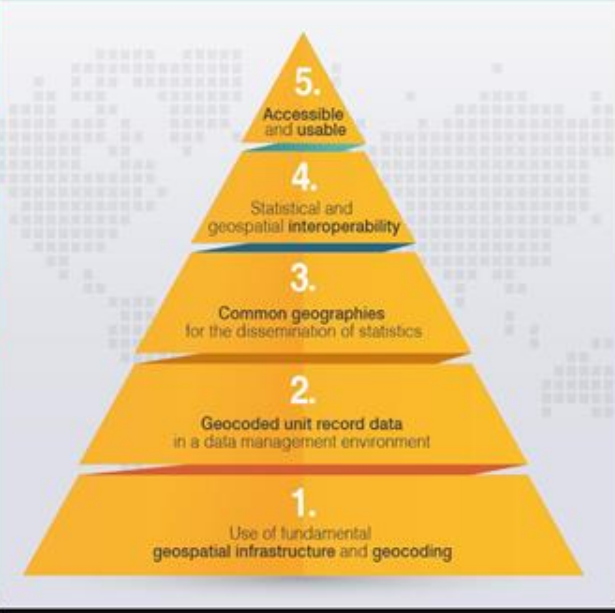 5.
Accessible
and usable
4.
Statistical and
geospatial interoperability
3.
Common geographies
for the dissemination of statistics
2.
Geocoded unit record data
in a data management environment
1.
Use of fundamental
geospatial infrastructure and geocoding